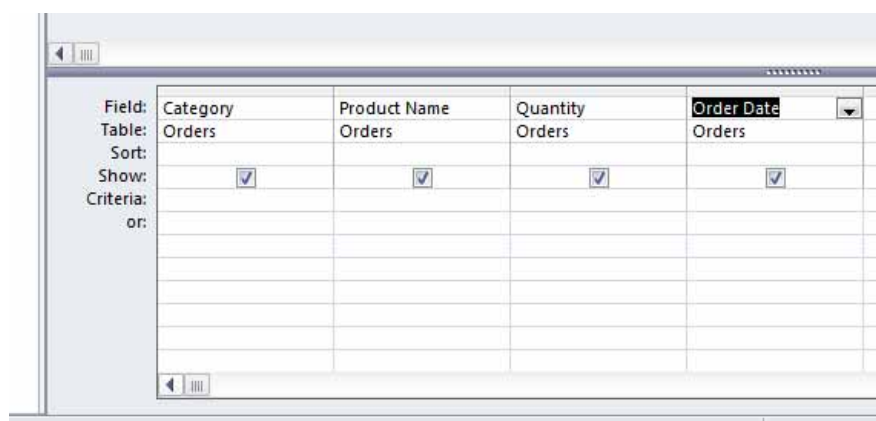 Field: Category Product Name Quantity Order Date
Table: Orders Orders Orders Orders
Sort:
Show:
Criteria:
or: